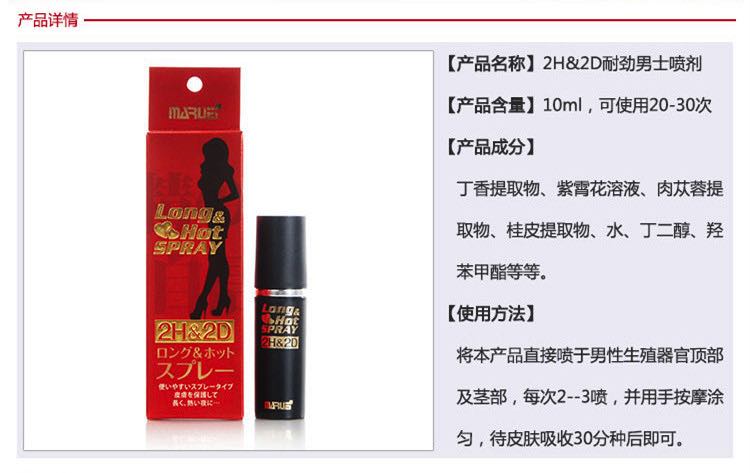 产品详情
MARUE
Long&
Hot
SPRAY
2H&2D
ロング&ホット
スプレー
使いやすいスプレータイプ
皮膚を保護して
長く、熱い夜に…
Long&
Hot
SPRAY
2H&2D
MARUE
【产品名称】2H&2D耐劲男士喷剂
【产品含量】10ml，可使用20-30次
【产品成分】
丁香提取物、紫霄花溶液、肉苁蓉提
取物、桂皮提取物、水、丁二醇、羟
苯甲酯等等。
【使用方法】
将本产品直接喷于男性生殖器官顶部
及茎部，每次2--3喷，并用手按摩涂
匀，待皮肤吸收30分种后即可。